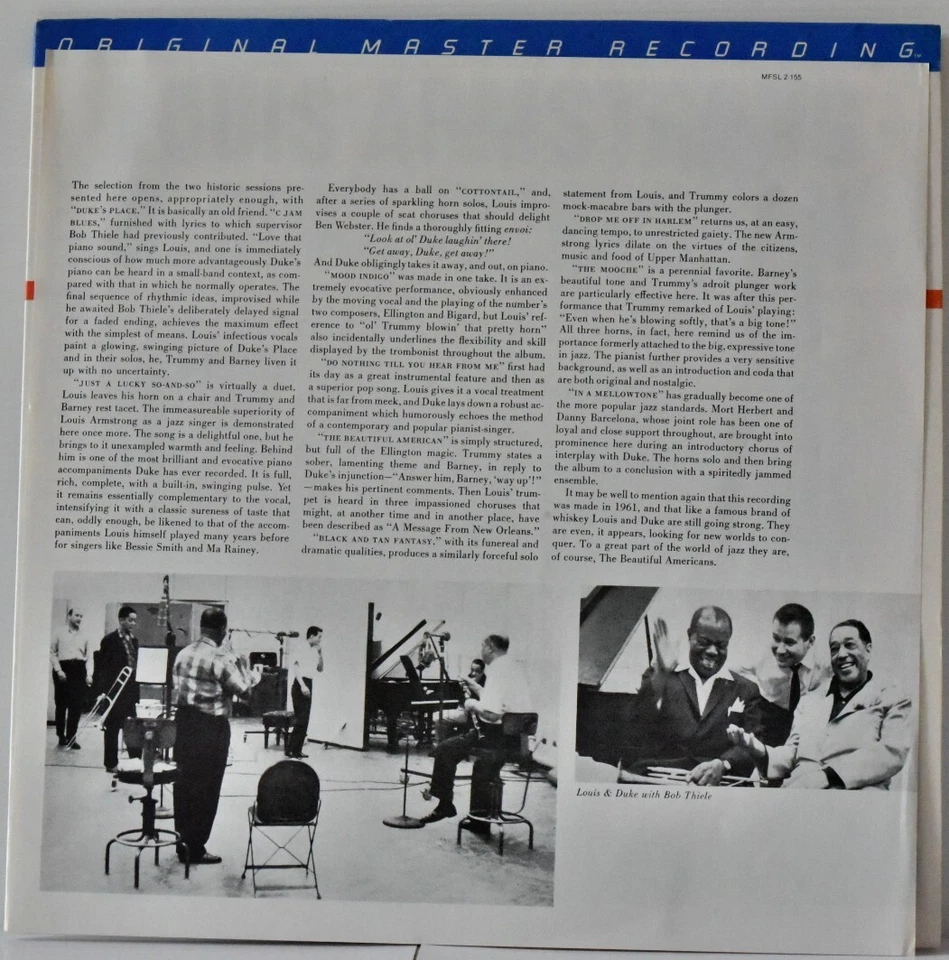 ORIGINAL MASTER RECORDING™
MFSL 2-155
The selection from the two historic sessions pre-
sented here opens, appropriately enough, with
"DUKE'S PLACE." It is basically an old friend, "C JAM
BLUES," furnished with lyrics to which supervisor
Bob Thiele had previously contributed. "Love that
piano sound," sings Louis, and one is immediately
conscious of how much more advantageously Duke's
piano can be heard in a small-band context, as com-
pared with that in which he normally operates. The
final sequence of rhythmic ideas, improvised while
he awaited Bob Thiele's deliberately delayed signal
for a faded ending, achieves the maximum effect
with the simplest of means. Louis' infectious vocals
paint a glowing, swinging picture of Duke's Place
and in their solos, he, Trummy and Barney liven it
up with no uncertainty.
"JUST A LUCKY SO-AND-SO" is virtually a duet.
Louis leaves his horn on a chair and Trummy and
Barney rest tacet. The immeasureable superiority of
Louis Armstrong as a jazz singer is demonstrated
here once more. The song is a delightful one, but he
brings to it unexampled warmth and feeling. Behind
him is one of the most brilliant and evocative piano
accompaniments Duke has ever recorded. It is full,
rich, complete, with a built-in, swinging pulse. Yet
it remains essentially complementary to the vocal,
intensifying it with a classic sureness of taste that
can, oddly enough, be likened to that of the accom-
paniments Louis himself played many years before
for singers like Bessie Smith and Ma Rainey.
Everybody has a ball on "COTTONTAIL," and,
after a series of sparkling horn solos, Louis impro-
vises a couple of scat choruses that should delight
Ben Webster. He finds a thoroughly fitting envoi:
"Look at ol' Duke laughin' there!
"Get away, Duke, get away!"
And Duke obligingly takes it away, and out, on piano.
"MOOD INDIGO" was made in one take. It is an ex-
tremely evocative performance, obviously enhanced
by the moving vocal and the playing of the number's
two composers, Ellington and Bigard, but Louis' ref-
erence to "ol' Trummy blowin' that pretty horn"
also incidentally underlines the flexibility and skill
displayed by the trombonist throughout the album.
"DO NOTHING TILL YOU HEAR FROM ME" first had
its day as a great instrumental feature and then as
a superior pop song. Louis gives it a vocal treatment
that is far from meek, and Duke lays down a robust ac-
companiment which humorously echoes the method
of a contemporary and popular pianist-singer.
"THE BEAUTIFUL AMERICAN" is simply structured,
but full of the Ellington magic. Trummy states a
sober, lamenting theme and Barney, in reply to
Duke's injunction—"Answer him, Barney, 'way up'!"
—makes his pertinent comments. Then Louis' trum-
pet is heard in three impassioned choruses that
might, at another time and in another place, have
been described as "A Message From New Orleans."
"BLACK AND TAN FANTASY," with its funereal and
dramatic qualities, produces a similarly forceful solo
statement from Louis, and Trummy colors a dozen
mock-macabre bars with the plunger.
"DROP ME OFF IN HARLEM" returns us, at an easy,
dancing tempo, to unrestricted gaiety. The new Arm-
strong lyrics dilate on the virtues of the citizens,
music and food of Upper Manhattan.
"THE MOOCHE" is a perennial favorite. Barney's
beautiful tone and Trummy's adroit plunger work
are particularly effective here. It was after this per-
formance that Trummy remarked of Louis' playing:
"Even when he's blowing softly, that's a big tone!"
All three horns, in fact, here remind us of the im-
portance formerly attached to the big, expressive tone
in jazz. The pianist further provides a very sensitive
background, as well as an introduction and coda that
are both original and nostalgic.
"IN A MELLOWTONE" has gradually become one of
the more popular jazz standards. Mort Herbert and
Danny Barcelona, whose joint role has been one of
loyal and close support throughout, are brought into
prominence here during an introductory chorus of
interplay with Duke. The horns solo and then bring
the album to a conclusion with a spiritedly jammed
ensemble.
It may be well to mention again that this recording
was made in 1961, and that like a famous brand of
whiskey Louis and Duke are still going strong. They
are even, it appears, looking for new worlds to con-
quer. To a great part of the world of jazz they are,
of course, The Beautiful Americans.
Louis & Duke with Bob Thiele